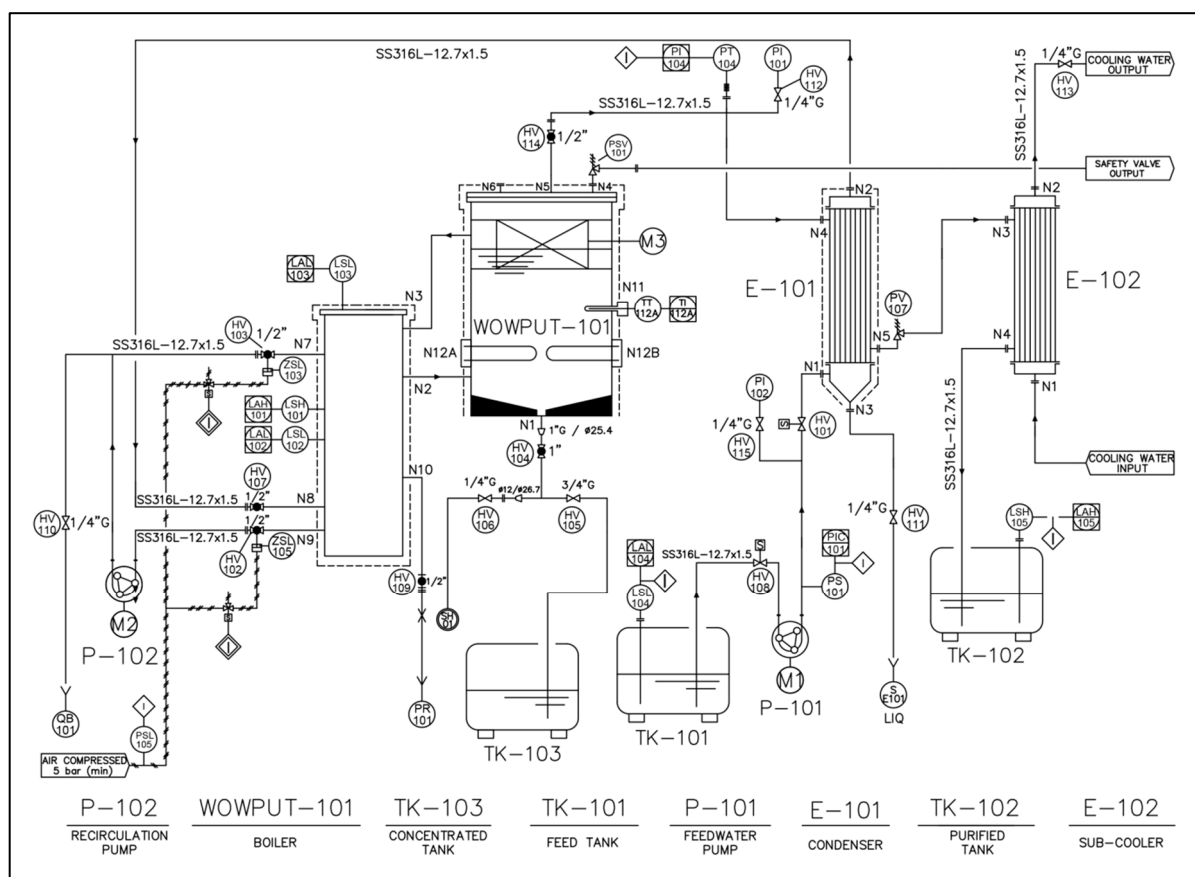 SS316L-12.7x1.5
I
PI
104
PT
104
PI
101
HV
112
1/4"G
SS316L-12.7x1.5
HV
114
1/2"
PSV
101
1/4"G
HV
113
COOLING WATER
OUTPUT
SS316L-12.7x1.5
SAFETY VALVE
OUTPUT
N6
N5
N4
N2
N4
N2
N3
M3
LAL
103
LSL
103
N3
N11
TT
112A
TI
112A
E-101
E-102
PV
107
WOWPUT-101
HV
103
1/2"
SS316L-12.7x1.5
N7
N12A
N12B
N5
N4
ZSL
103
N2
N1
N1
PI
102
N3
S
I
LAH
101
LSH
101
N1
1"G / ø25.4
1/4"G
S
HV
101
SS316L-12.7x1.5
LAL
102
LSL
102
HV
104
1"
HV
115
COOLING WATER
INPUT
HV
107
N10
1/2"
1/4"G
ø12/ø26.7
3/4"G
SS316L-12.7x1.5
N8
HV
106
HV
105
1/4"G
HV
111
HV
110
1/4"G
1/2"
SS316L-12.7x1.5
N9
HV
102
ZSL
105
LSH
105
LAH
105
I
LAL
104
S
SS316L-12.7x1.5
PIC
101
HV
109
1/2"
I
HV
108
I
LSL
104
PS
101
S
I
M2
P-102
M1
P-101
TK-102
QB
101
I
PSL
105
PR
101
S
E101
LIQ
TK-103
TK-101
AIR COMPRESSED
5 bar (min)
P-102
WOWPUT-101
TK-103
TK-101
P-101
E-101
TK-102
E-102
RECIRCULATION
PUMP
BOILER
CONCENTRATED
TANK
FEED TANK
FEEDWATER
PUMP
CONDENSER
PURIFIED
TANK
SUB-COOLER